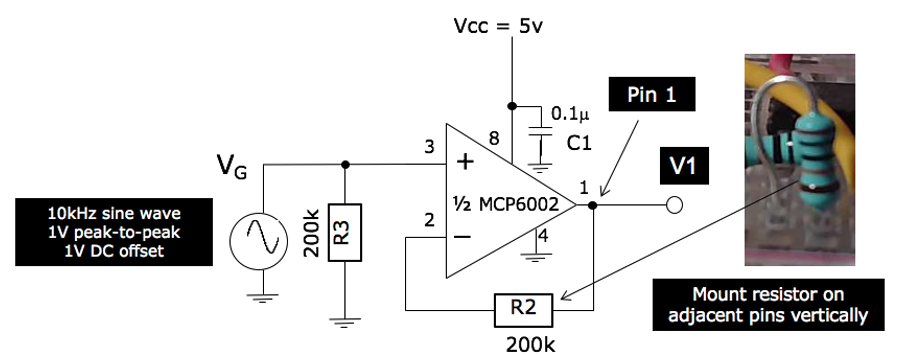 Vcc = 5v
Pin 1
0.1µ
C1
8
3
+
V1
VG
1
½ MCP6002
10kHz sine wave
1V peak-to-peak
1V DC offset
200k
R3
2
–
4
R2
200k
Mount resistor on
adjacent pins vertically